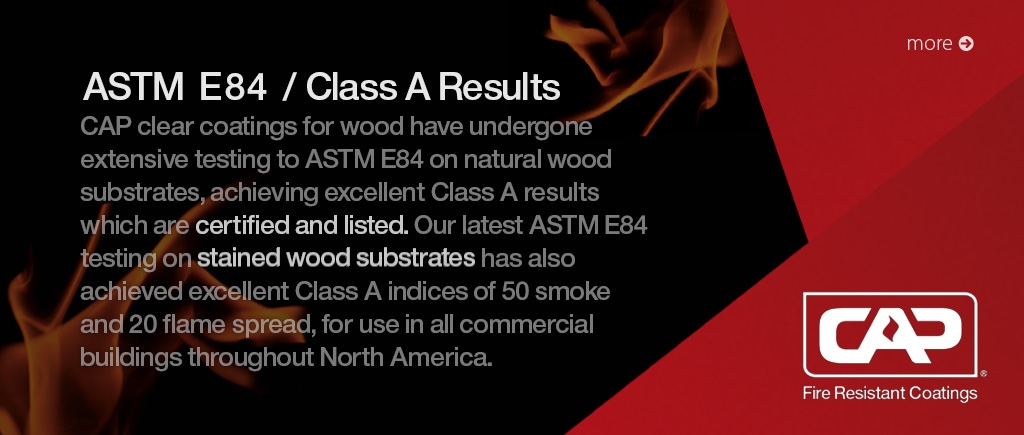 more
ASTM E84 / Class A Results
CAP clear coatings for wood have undergone
extensive testing to ASTM E84 on natural wood
substrates, achieving excellent Class A results
which are certified and listed. Our latest ASTM E84
testing on stained wood substrates has also
achieved excellent Class A indices of 50 smoke
and 20 flame spread, for use in all commercial
buildings throughout North America.
CAP®
Fire Resistant Coatings